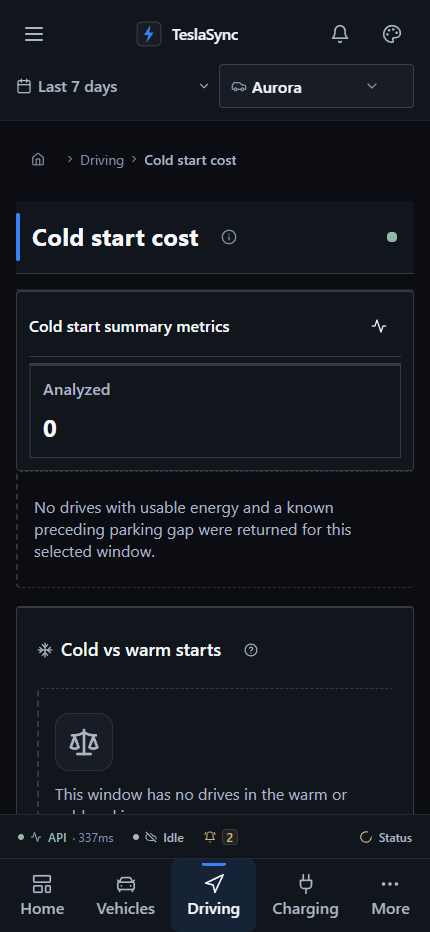 TeslaSync
Last 7 days
Aurora
Driving
Cold start cost
Cold start cost
Cold start summary metrics
Analyzed
0
No drives with usable energy and a known
preceding parking gap were returned for this
selected window.
Cold vs warm starts
This window has no drives in the warm or
API · 337ms
Idle
2
Status
Home
Vehicles
Driving
Charging
More